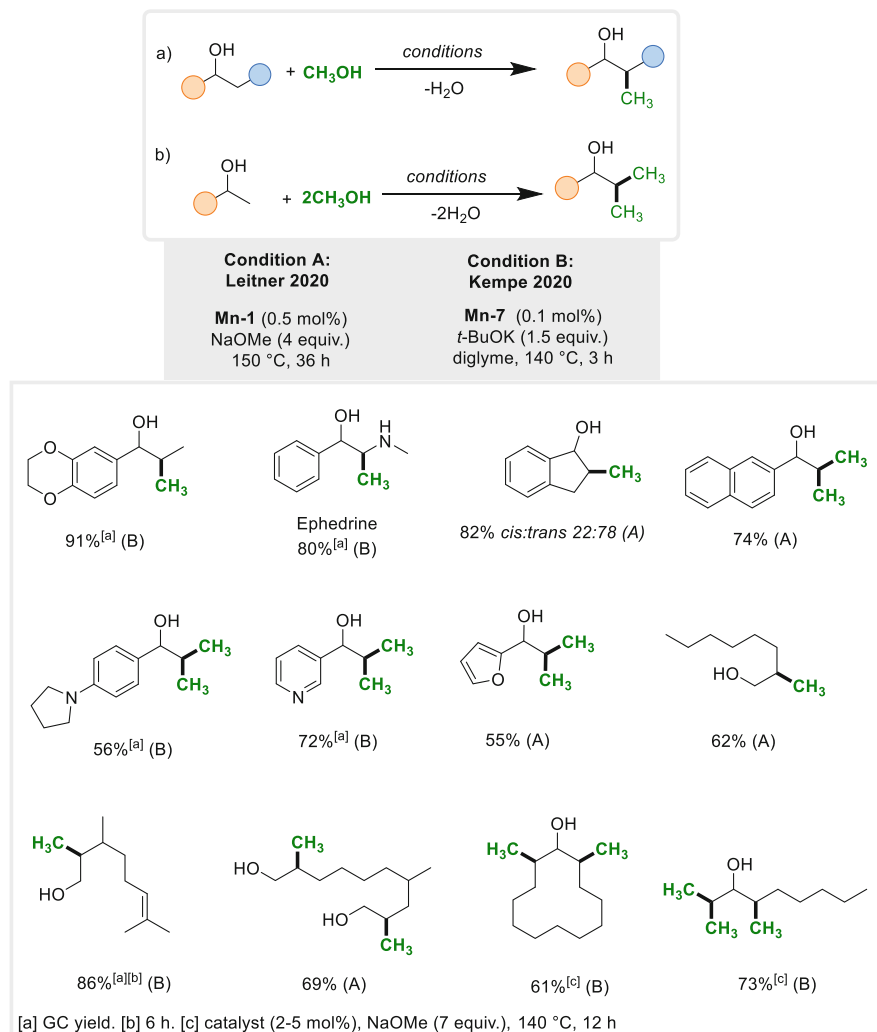 a)
OH
+ CH₃OH
conditions
-H₂O
OH
CH₃
b)
OH
+ 2CH₃OH
conditions
-2H₂O
OH
CH₃
CH₃
Condition A:
Leitner 2020
Mn-1 (0.5 mol%)
NaOMe (4 equiv.)
150 °C, 36 h
Condition B:
Kempe 2020
Mn-7 (0.1 mol%)
t-BuOK (1.5 equiv.)
diglyme, 140 °C, 3 h
O
O
OH
CH₃
91%[a] (B)
OH
H
N
CH₃
Ephedrine
80%[a] (B)
OH
CH₃
82% cis:trans 22:78 (A)
OH
CH₃
CH₃
74% (A)
N
OH
CH₃
CH₃
56%[a] (B)
N
OH
CH₃
CH₃
72%[a] (B)
O
OH
CH₃
CH₃
55% (A)
HO
CH₃
62% (A)
H₃C
HO
86%[a][b] (B)
HO
CH₃
HO
CH₃
69% (A)
H₃C
OH
CH₃
61%[c] (B)
H₃C
OH
CH₃
CH₃
73%[c] (B)
[a] GC yield. [b] 6 h. [c] catalyst (2-5 mol%), NaOMe (7 equiv.), 140 °C, 12 h